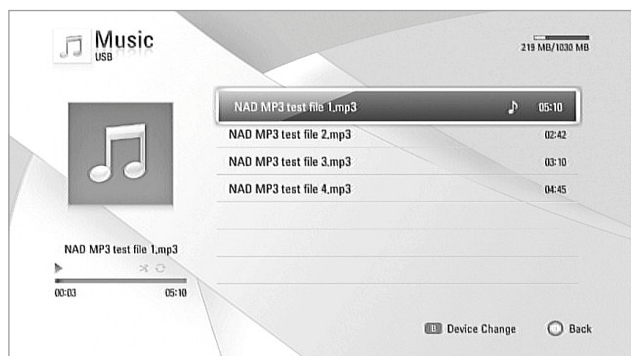 Music
USB
219 MB/1030 MB
NAD MP3 test file 1.mp3 05:10
NAD MP3 test file 2.mp3 02:42
NAD MP3 test file 3.mp3 03:10
NAD MP3 test file 4.mp3 04:45
NAD MP3 test file 1.mp3
00:03 05:10
Device Change
Back